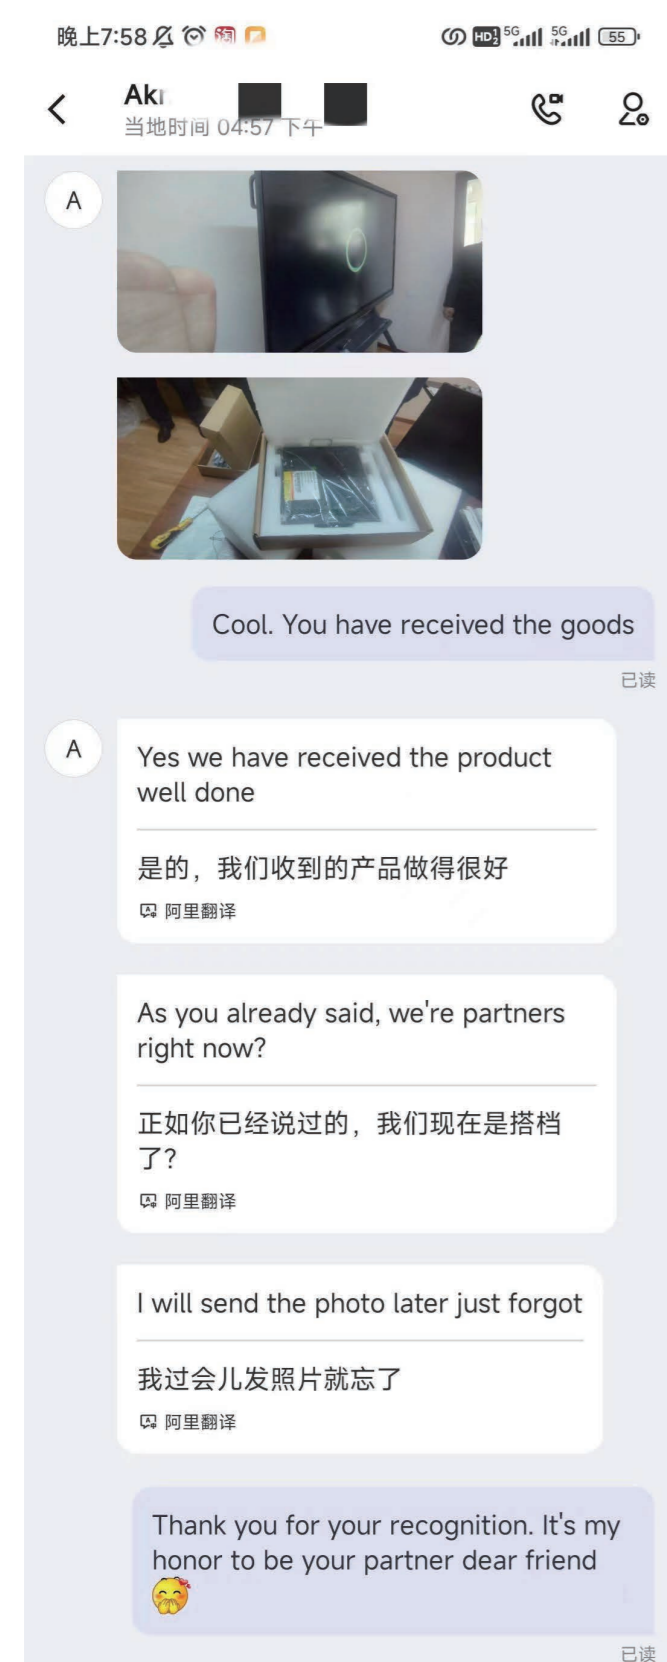 晚上7:58
淘
HD 2 5G 5G 55
当地时间 04:57 下午
A
Cool. You have received the goods
已读
A
Yes we have received the product
well done
是的，我们收到的产品做得很好
阿里翻译
As you already said, we're partners
right now?
正如你已经说过的，我们现在是搭档
了?
阿里翻译
I will send the photo later just forgot
我过会儿发照片就忘了
阿里翻译
Thank you for your recognition. It's my
honor to be your partner dear friend
已读